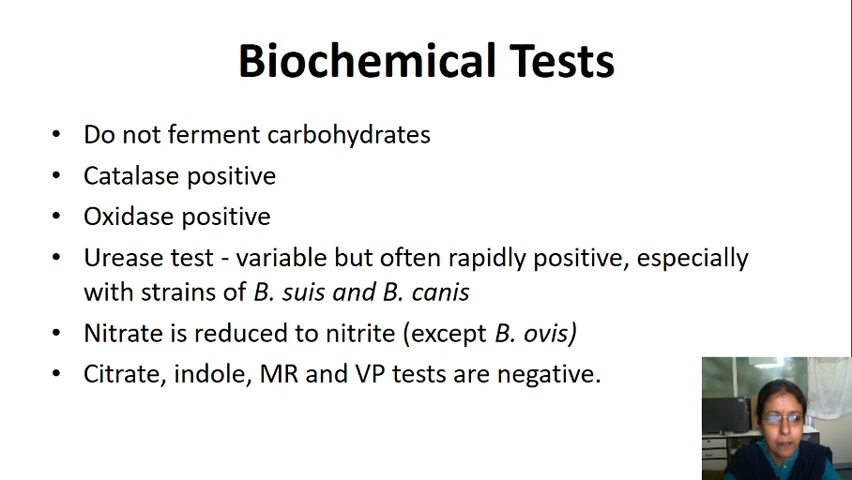 Biochemical Tests
• Do not ferment carbohydrates
• Catalase positive
• Oxidase positive
• Urease test - variable but often rapidly positive, especially
with strains of B. suis and B. canis
• Nitrate is reduced to nitrite (except B. ovis)
• Citrate, indole, MR and VP tests are negative.